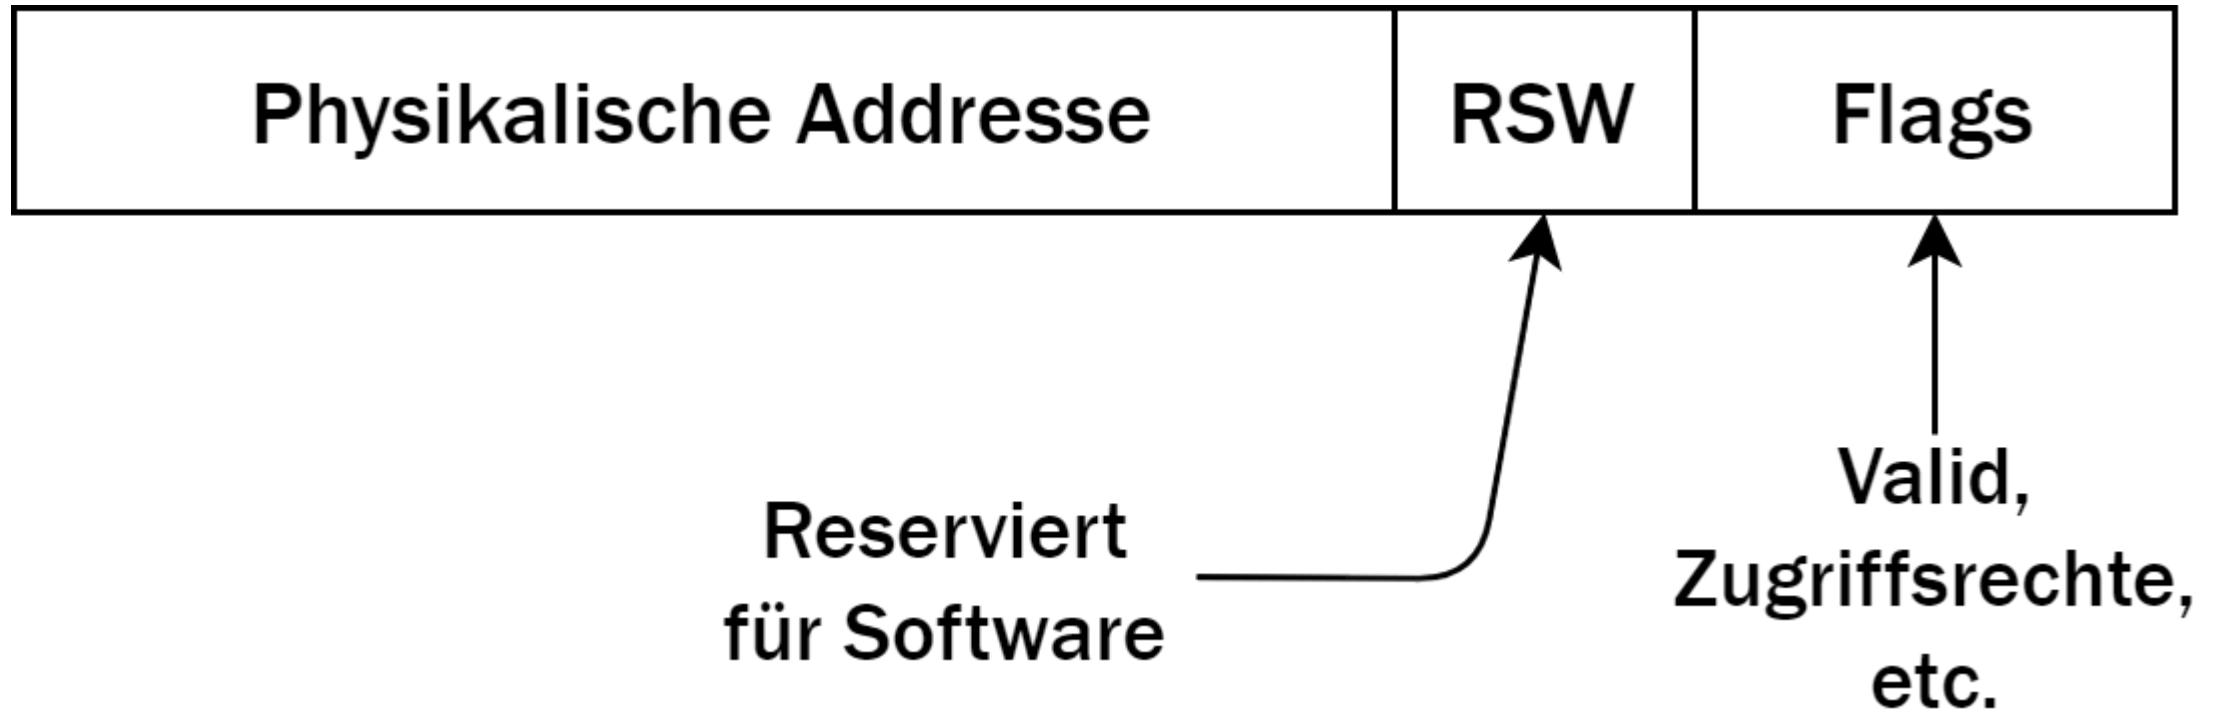 Physikalische Addresse RSW Flags
Reserviert
für Software
Valid,
Zugriffsrechte,
etc.